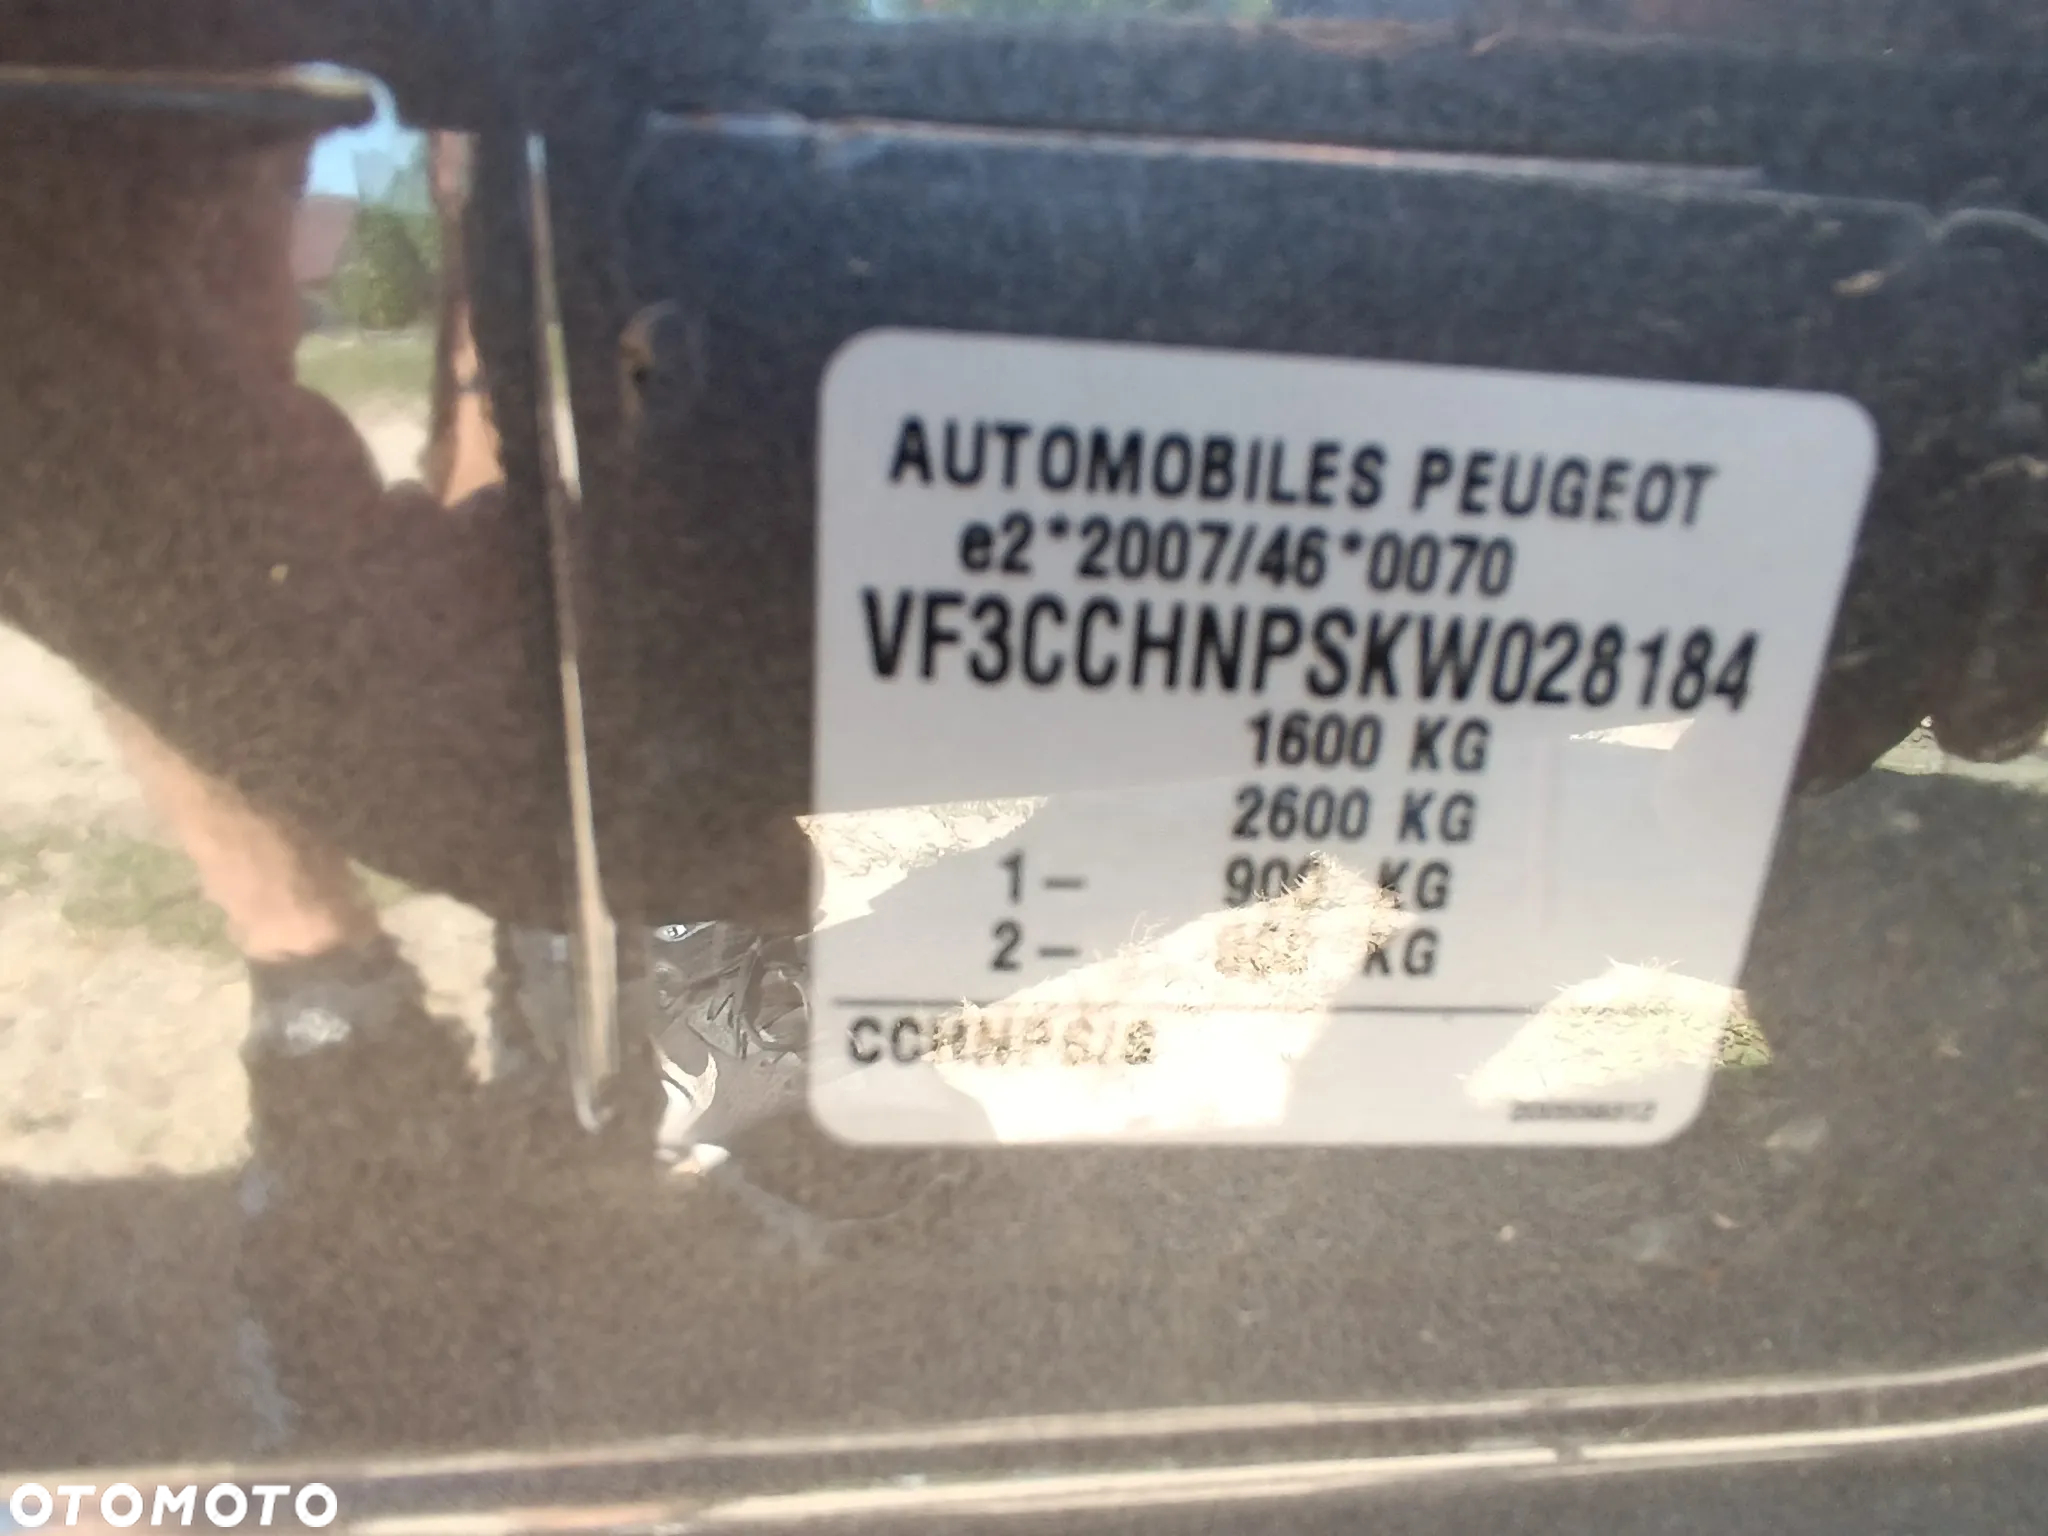 AUTOMOBILES PEUGEOT
e2*2007/46*0070
VF3CCHNPSKW028184
1600 KG
2600 KG
1- KG
2- KG
OTOMOTO